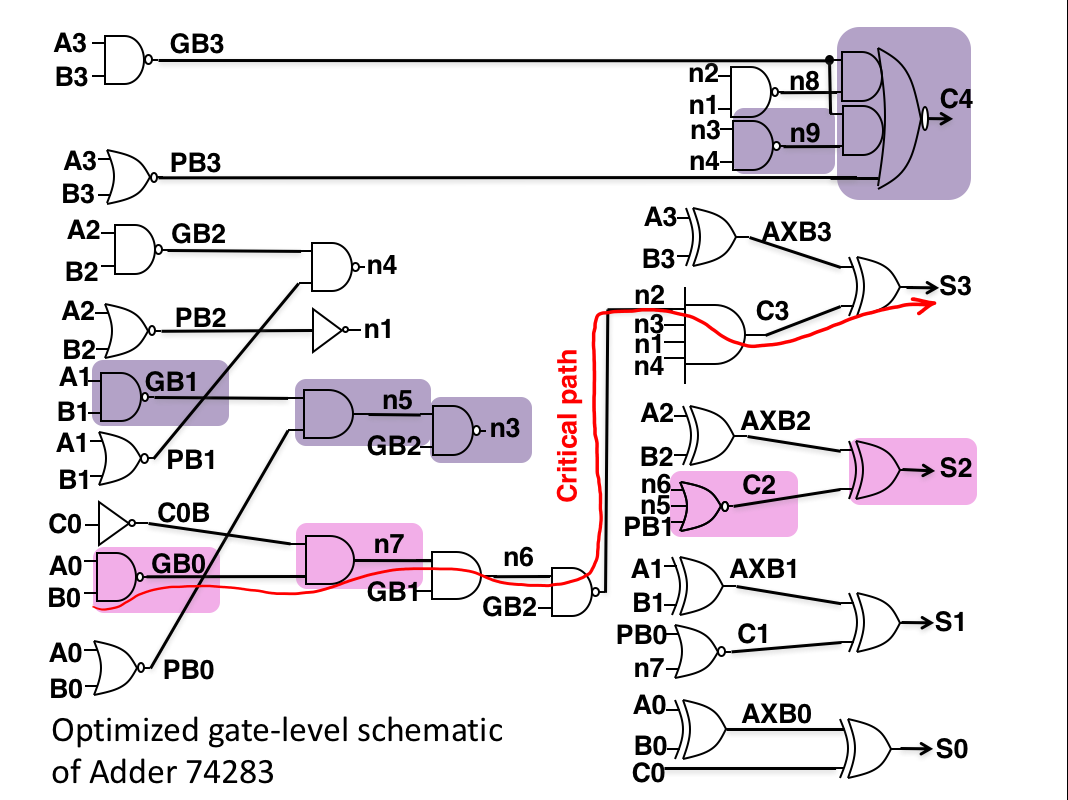 A3 GB3
B3
n2 n8
n1
C4
n3 n9
n4
A3 PB3
B3
A2 GB2
B2
n4
A2 PB2
B2
n1
A1 GB1
B1
n5
GB2
n3
A1
B1
PB1
C0 C0B
A0 GB0
B0
n7
GB1
n6
GB2
A0
B0
PB0
Critical path
A3 AXB3
B3
S3
n2
n3
n1
n4
C3
A2 AXB2
B2
S2
n6
n5
PB1
C2
A1 AXB1
B1
S1
PB0
n7
C1
A0 AXB0
B0
C0
S0
Optimized gate-level schematic
of Adder 74283